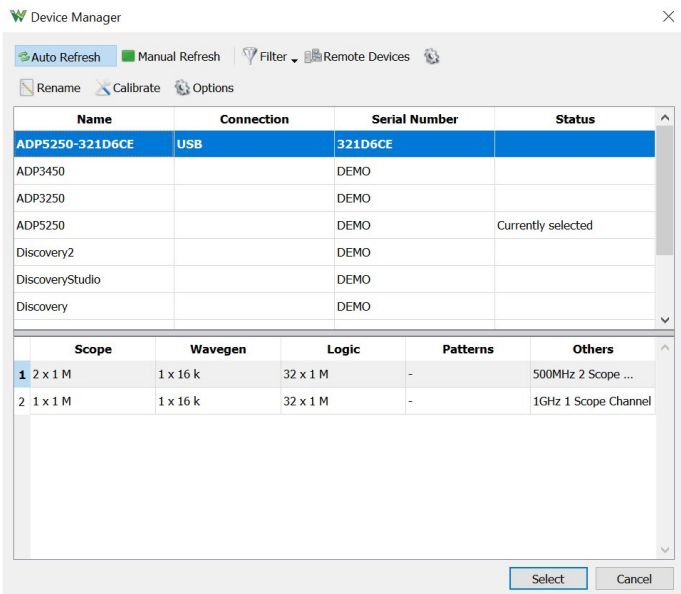 Device Manager
Auto Refresh Manual Refresh Filter Remote Devices
Rename Calibrate Options
Name Connection Serial Number Status
ADP5250-321D6CE USB 321D6CE
ADP3450 DEMO
ADP3250 DEMO
ADP5250 DEMO Currently selected
Discovery2 DEMO
DiscoveryStudio DEMO
Discovery DEMO
Scope Wavegen Logic Patterns Others
1 2 x 1 M 1 x 16 k 32 x 1 M - 500MHz 2 Scope ...
2 1 x 1 M 1 x 16 k 32 x 1 M - 1GHz 1 Scope Channel
Select Cancel